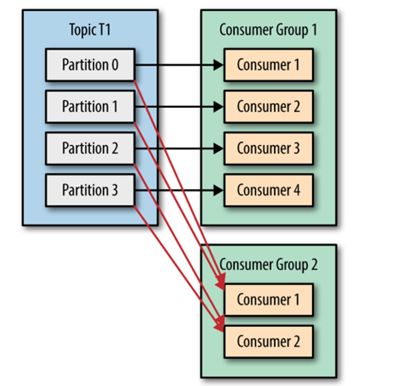 Topic T1
Partition 0
Partition 1
Partition 2
Partition 3
Consumer Group 1
Consumer 1
Consumer 2
Consumer 3
Consumer 4
Consumer Group 2
Consumer 1
Consumer 2